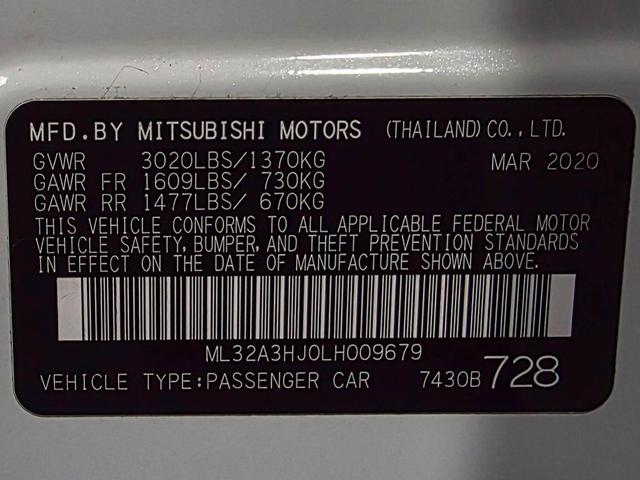 MFD.BY MITSUBISHI MOTORS (THAILAND)CO.,LTD.
GVWR 3020LBS/1370KG MAR 2020
GAWR FR 1609LBS/ 730KG
GAWR RR 1477LBS/ 670KG
THIS VEHICLE CONFORMS TO ALL APPLICABLE FEDERAL MOTOR
VEHICLE SAFETY,BUMPER,AND THEFT PREVENTION STANDARDS
IN EFFECT ON THE DATE OF MANUFACTURE SHOWN ABOVE.
ML32A3HJ0LH009679
VEHICLE TYPE:PASSENGER CAR 7430B 728